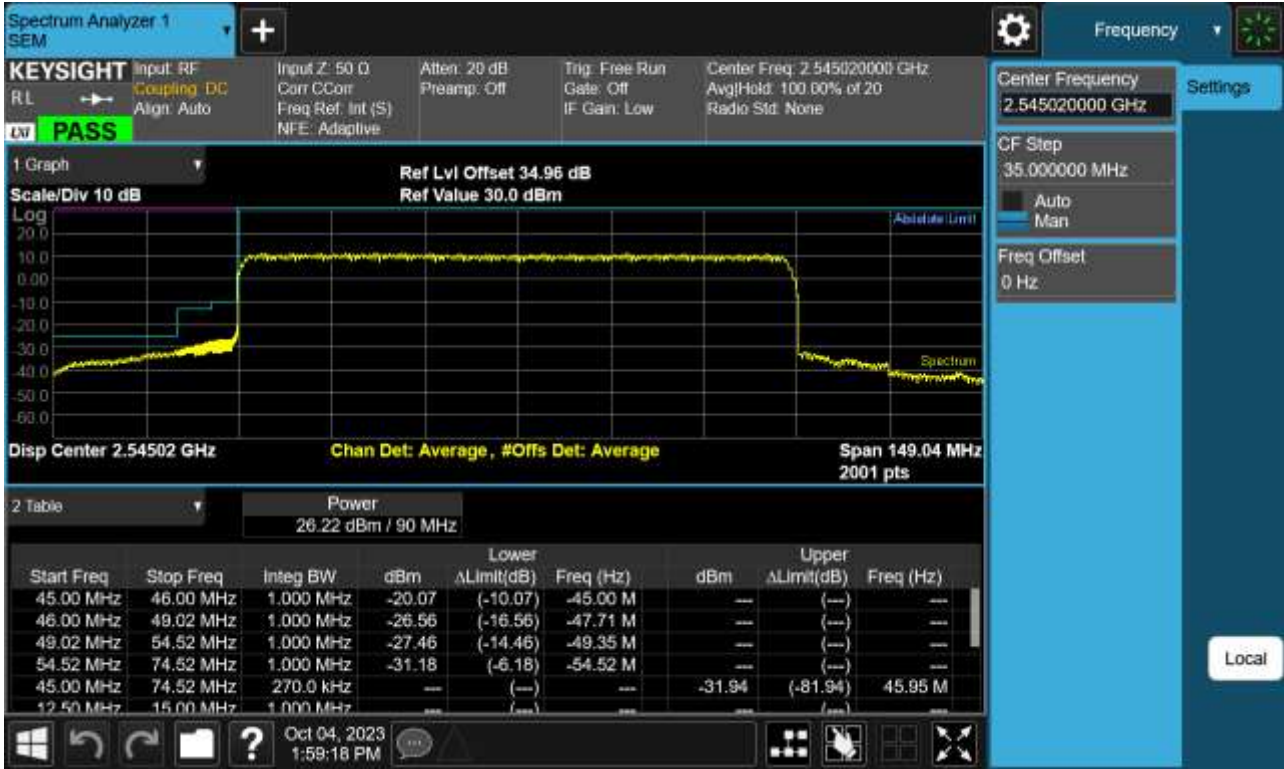 Spectrum Analyzer 1
SEM
Frequency
KEYSIGHT
R L
LXI
PASS
Input: RF
Coupling: DC
Align: Auto
Input Z: 50 Ω
Corr CCorr
Freq Ref: Int (S)
NFE: Adaptive
Atten: 20 dB
Preamp: Off
Trig: Free Run
Gate: Off
IF Gain: Low
Center Freq: 2.545020000 GHz
Avg|Hold: 100.00% of 20
Radio Std: None
Center Frequency
2.545020000 GHz
Settings
CF Step
35.000000 MHz
Auto
Man
Freq Offset
0 Hz
Local
1 Graph
Scale/Div 10 dB
Ref Lvl Offset 34.96 dB
Ref Value 30.0 dBm
Log
20.0
10.0
0.00
-10.0
-20.0
-30.0
-40.0
-50.0
-60.0
Absolute Limit
Spectrum
Disp Center 2.54502 GHz
Chan Det: Average, #Offs Det: Average
Span 149.04 MHz
2001 pts
2 Table
Power
26.22 dBm / 90 MHz
Lower Upper
Start Freq Stop Freq Integ BW dBm ΔLimit(dB) Freq (Hz) dBm ΔLimit(dB) Freq (Hz)
45.00 MHz 46.00 MHz 1.000 MHz -20.07 (-10.07) -45.00 M --- (---) ---
46.00 MHz 49.02 MHz 1.000 MHz -26.56 (-16.56) -47.71 M --- (---) ---
49.02 MHz 54.52 MHz 1.000 MHz -27.46 (-14.46) -49.35 M --- (---) ---
54.52 MHz 74.52 MHz 1.000 MHz -31.18 (-6.18) -54.52 M --- (---) ---
45.00 MHz 74.52 MHz 270.0 kHz --- (---) --- -31.94 (-81.94) 45.95 M
12.50 MHz 15.00 MHz 1.000 MHz --- (---) --- --- (---) ---
Oct 04, 2023
1:59:18 PM